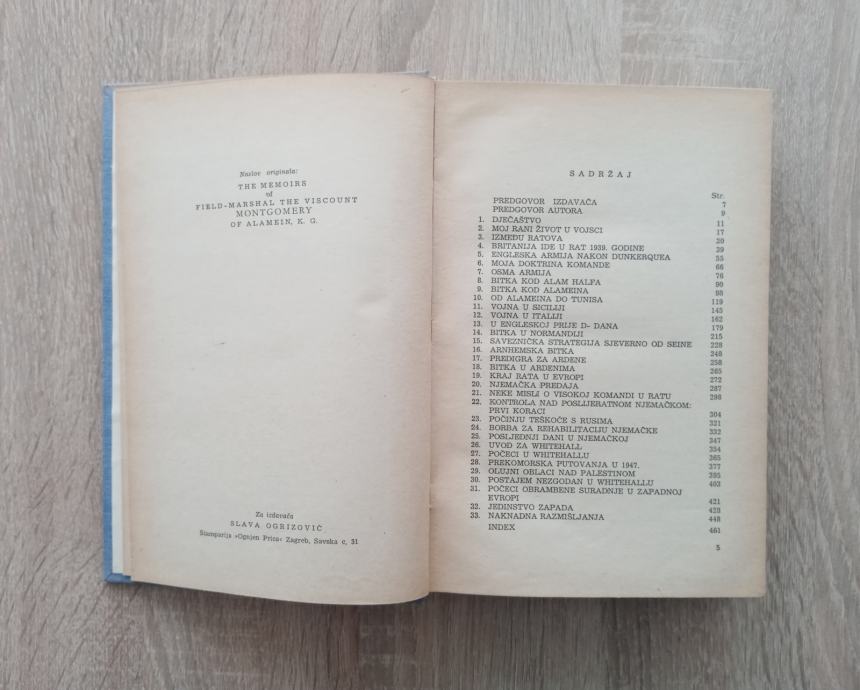 Naslov originala:
THE MEMOIRS
of
FIELD-MARSHAL THE VISCOUNT
MONTGOMERY
OF ALAMEIN, K. G.
Za izdavača
SLAVA OGRIZOVIĆ
Štamparija »Ognjen Prica« Zagreb, Savska c. 31
SADRŽAJ
Str.
PREDGOVOR IZDAVAČA 7
PREDGOVOR AUTORA 9
1. DJEČAŠTVO 11
2. MOJ RANI ŽIVOT U VOJSCI 17
3. IZMEĐU RATOVA 20
4. BRITANIJA IDE U RAT 1939. GODINE 39
5. ENGLESKA ARMIJA NAKON DUNKERQUEA 55
6. MOJA DOKTRINA KOMANDE 66
7. OSMA ARMIJA 76
8. BITKA KOD ALAM HALFA 90
9. BITKA KOD ALAMEINA 98
10. OD ALAMEINA DO TUNISA 119
11. VOJNA U SICILIJI 145
12. VOJNA U ITALIJI 162
13. U ENGLESKOJ PRIJE D- DANA 179
14. BITKA U NORMANDIJI 215
15. SAVEZNIČKA STRATEGIJA SJEVERNO OD SEINE 228
16. ARNHEMSKA BITKA 248
17. PREDIGRA ZA ARDENE 258
18. BITKA U ARDENIMA 265
19. KRAJ RATA U EVROPI 272
20. NJEMAČKA PREDAJA 287
21. NEKE MISLI O VISOKOJ KOMANDI U RATU 298
22. KONTROLA NAD POSLIJERATNOM NJEMAČKOM:
PRVI KORACI 304
23. POČINJU TEŠKOĆE S RUSIMA 321
24. BORBA ZA REHABILITACIJU NJEMAČKE 332
25. POSLJEDNJI DANI U NJEMAČKOJ 347
26. UVOD ZA WHITEHALL 354
27. POČECI U WHITEHALLU 365
28. PREKOMORSKA PUTOVANJA U 1947. 377
29. OLUJNI OBLACI NAD PALESTINOM 395
30. POSTAJEM NEZGODAN U WHITEHALLU 403
31. POČECI OBRAMBENE SURADNJE U ZAPADNOJ
EVROPI 421
32. JEDINSTVO ZAPADA 428
33. NAKNADNA RAZMIŠLJANJA 448
INDEX 461
5